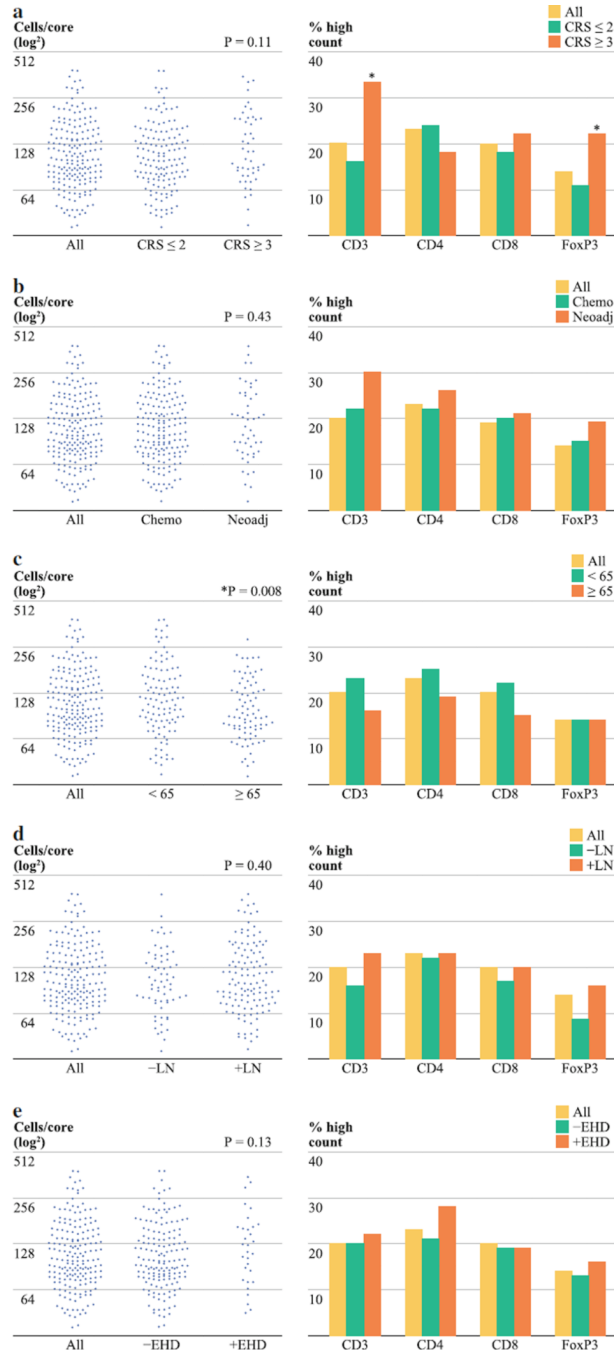 a
Cells/core
(log²)
P = 0.11
512
256
128
64
All CRS ≤ 2 CRS ≥ 3
% high
count
All
CRS ≤ 2
CRS ≥ 3
40
30
20
10
*
*
CD3 CD4 CD8 FoxP3
b
Cells/core
(log²)
P = 0.43
512
256
128
64
All Chemo Neoadj
% high
count
All
Chemo
Neoadj
40
30
20
10
CD3 CD4 CD8 FoxP3
c
Cells/core
(log²)
*P = 0.008
512
256
128
64
All < 65 ≥ 65
% high
count
All
< 65
≥ 65
40
30
20
10
CD3 CD4 CD8 FoxP3
d
Cells/core
(log²)
P = 0.40
512
256
128
64
All −LN +LN
% high
count
All
−LN
+LN
40
30
20
10
CD3 CD4 CD8 FoxP3
e
Cells/core
(log²)
P = 0.13
512
256
128
64
All −EHD +EHD
% high
count
All
−EHD
+EHD
40
30
20
10
CD3 CD4 CD8 FoxP3